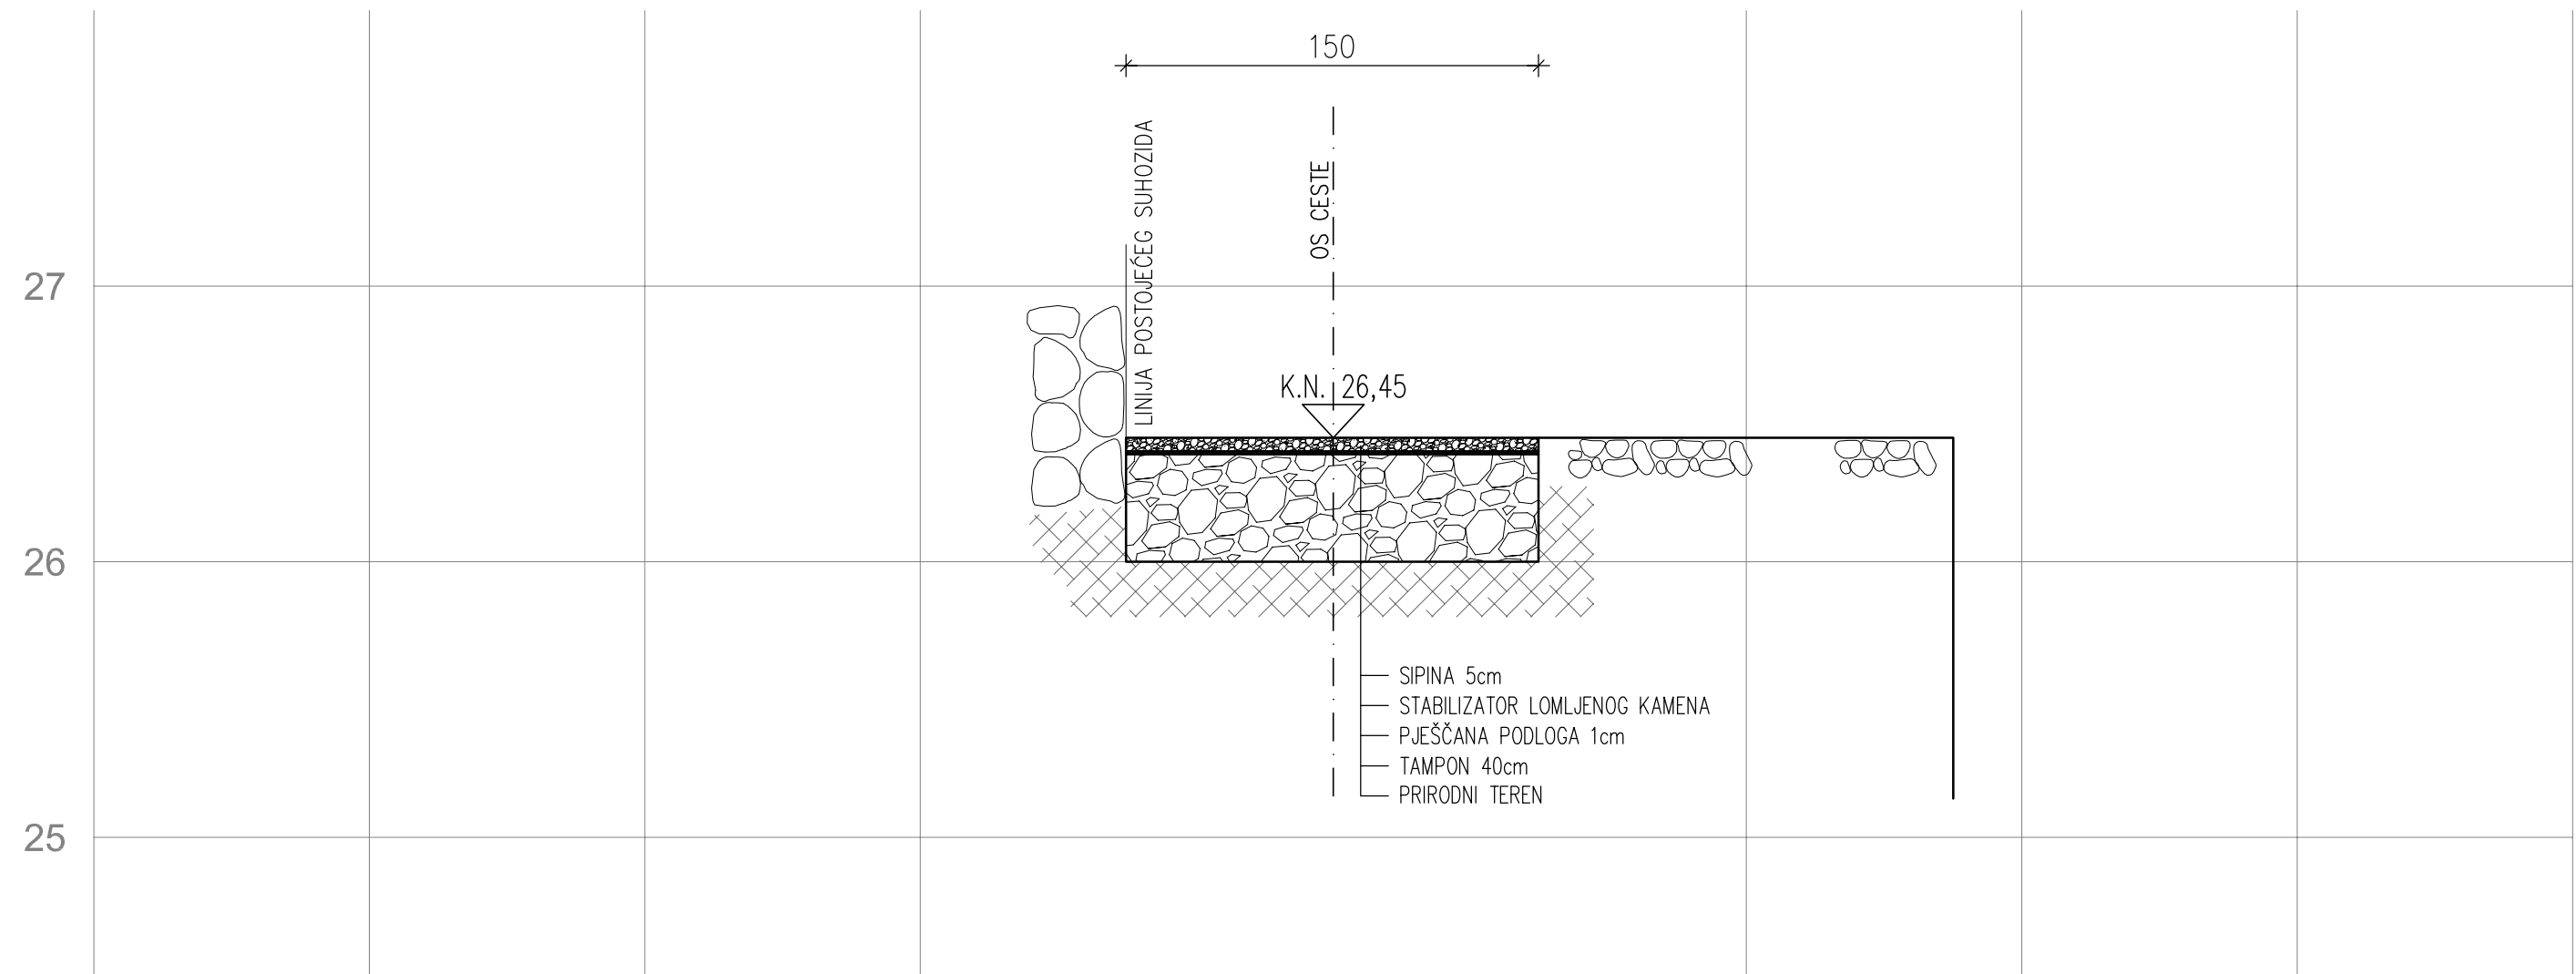 150
LINIJA POSTOJEĆEG SUHOZIDA
OS CESTE
27
K.N. 26,45
26
SIPINA 5cm
STABILIZATOR LOMLJENOG KAMENA
PJEŠČANA PODLOGA 1cm
TAMPON 40cm
PRIRODNI TEREN
25